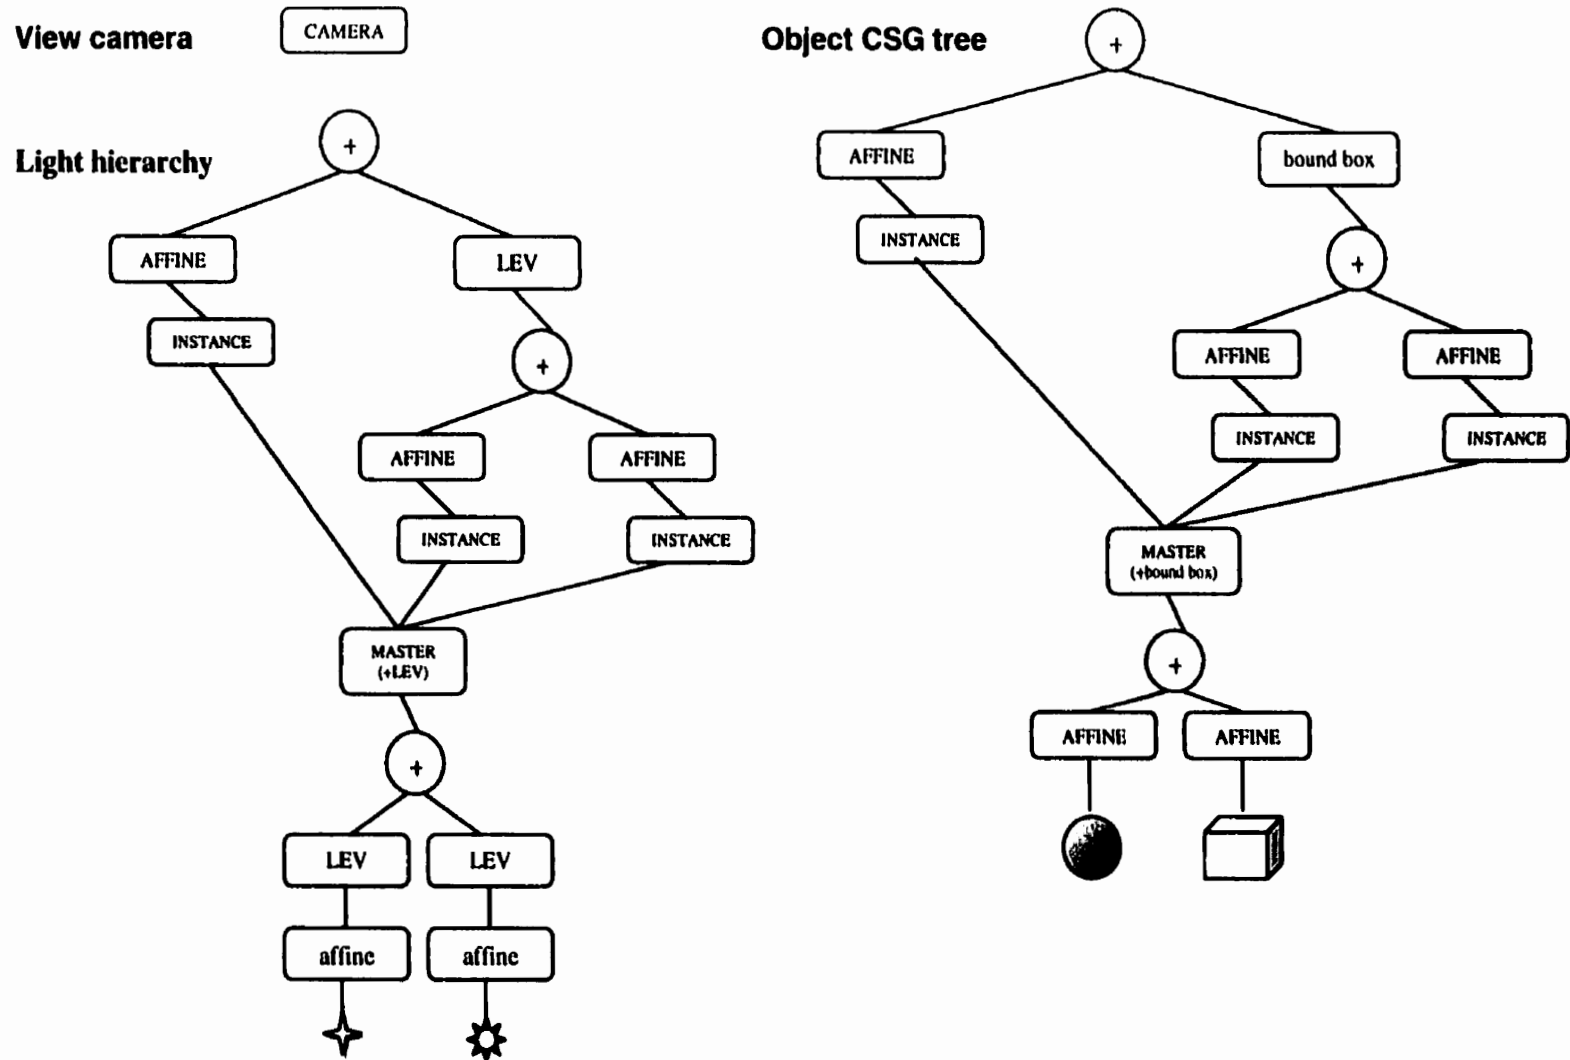 View camera
CAMERA
Light hierarchy
+
AFFINE
LEV
INSTANCE
+
AFFINE
AFFINE
INSTANCE
INSTANCE
MASTER
(+LEV)
+
LEV
LEV
affine
affine
Object CSG tree
+
AFFINE
bound box
INSTANCE
+
AFFINE
AFFINE
INSTANCE
INSTANCE
MASTER
(+bound box)
+
AFFINE
AFFINE